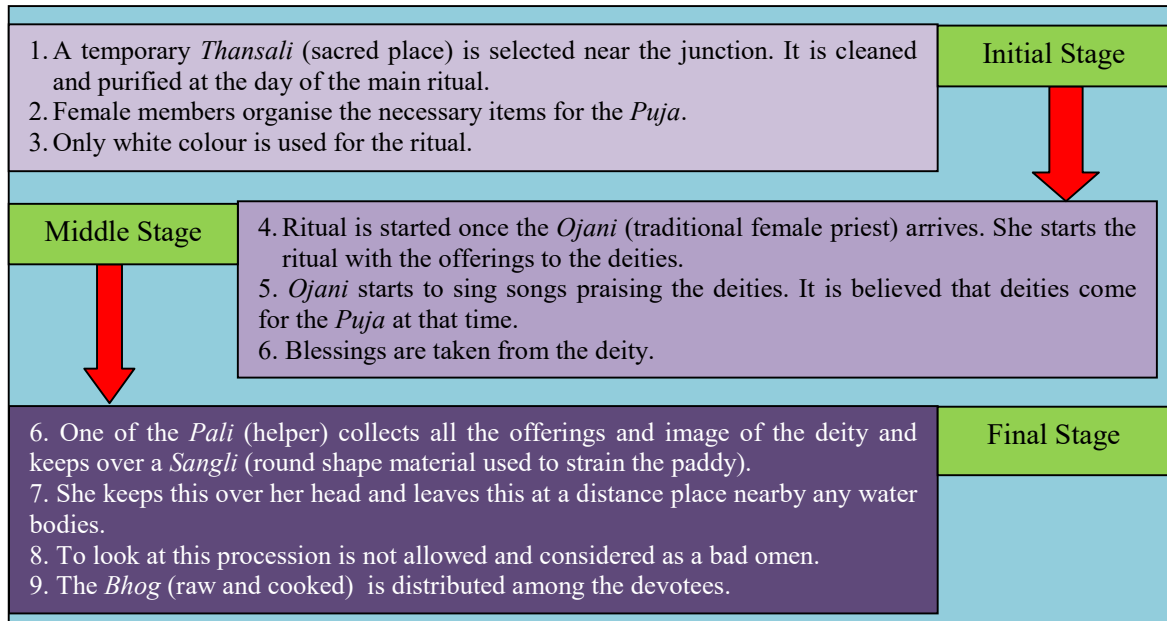 1. A temporary Thansali (sacred place) is selected near the junction. It is cleaned
and purified at the day of the main ritual.
2. Female members organise the necessary items for the Puja.
3. Only white colour is used for the ritual.
Initial Stage
Middle Stage
4. Ritual is started once the Ojani (traditional female priest) arrives. She starts the
ritual with the offerings to the deities.
5. Ojani starts to sing songs praising the deities. It is believed that deities come
for the Puja at that time.
6. Blessings are taken from the deity.
6. One of the Pali (helper) collects all the offerings and image of the deity and
keeps over a Sangli (round shape material used to strain the paddy).
7. She keeps this over her head and leaves this at a distance place nearby any water
bodies.
8. To look at this procession is not allowed and considered as a bad omen.
9. The Bhog (raw and cooked) is distributed among the devotees.
Final Stage